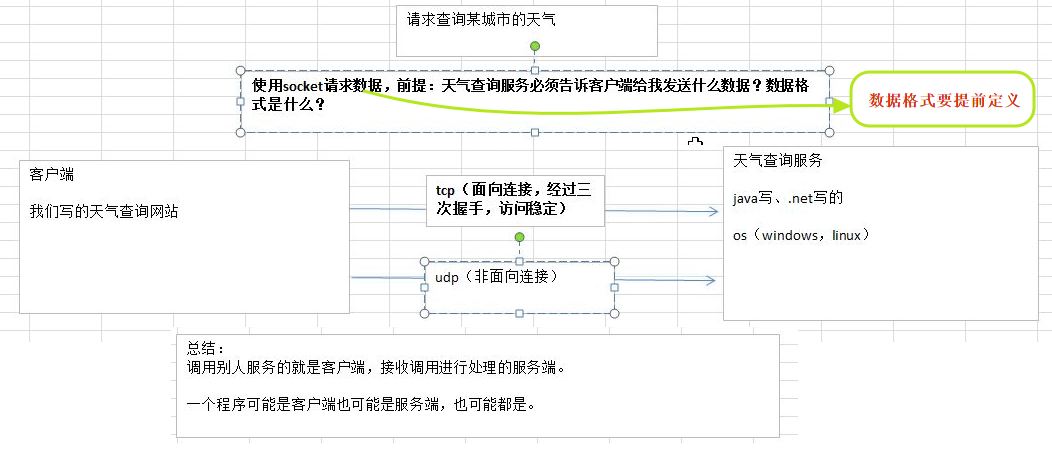 请求查询某城市的天气
使用socket请求数据，前提：天气查询服务必须告诉客户端给我发送什么数据？数据格
式是什么？
数据格式要提前定义
客户端
我们写的天气查询网站
tcp（面向连接，经过三
次握手，访问稳定）
udp（非面向连接）
天气查询服务
java写、.net写的
os（windows，linux）
总结：
调用别人服务的就是客户端，接收调用进行处理的服务端。
一个程序可能是客户端也可能是服务端，也可能都是。